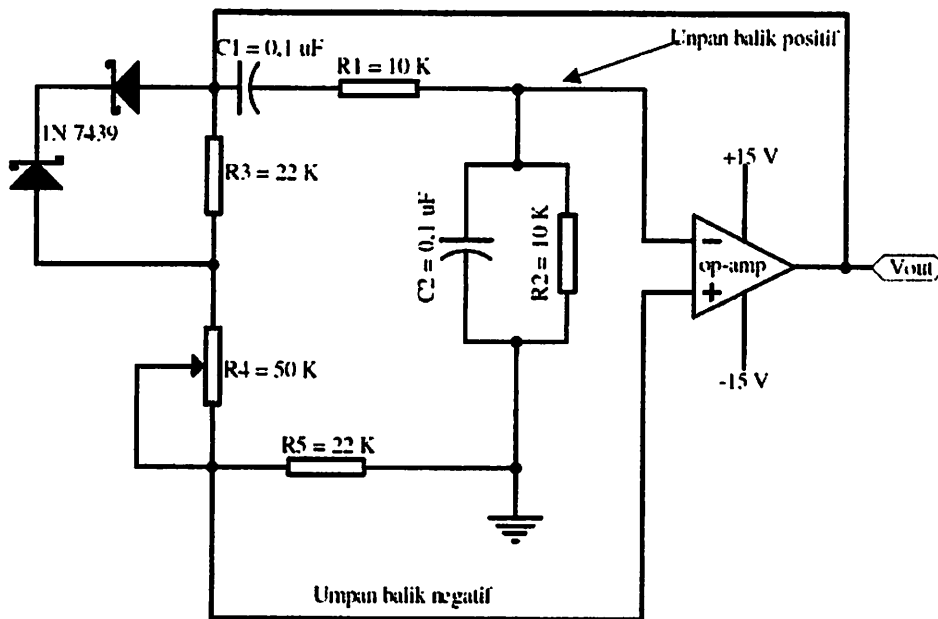 C1 = 0,1 uF
Unpan balik positif
R1 = 10 K
1N 7439
R3 = 22 K
+15 V
C2 = 0,1 uF
R2 = 10 K
op-amp
Vout
R4 = 50 K
-15 V
R5 = 22 K
Umpan balik negatif